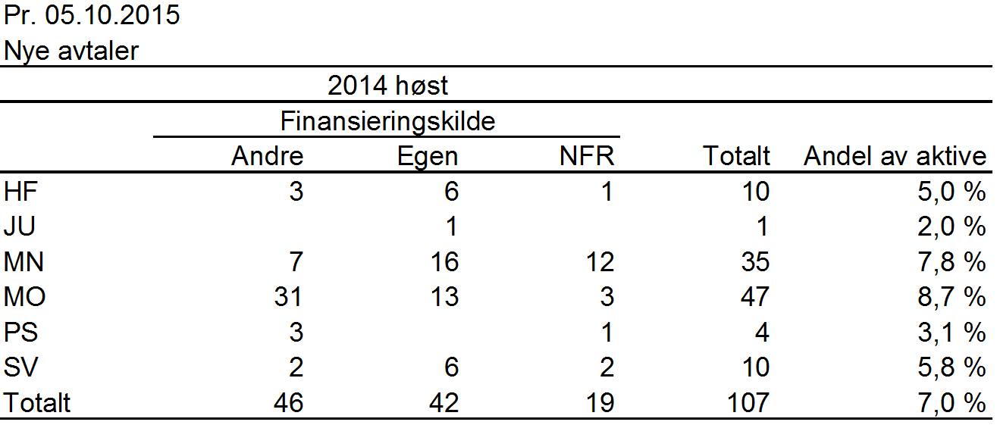 Pr. 05.10.2015
Nye avtaler
2014 høst
Finansieringskilde
Andre Egen NFR Totalt Andel av aktive
HF 3 6 1 10 5,0 %
JU 1 1 2,0 %
MN 7 16 12 35 7,8 %
MO 31 13 3 47 8,7 %
PS 3 1 4 3,1 %
SV 2 6 2 10 5,8 %
Totalt 46 42 19 107 7,0 %